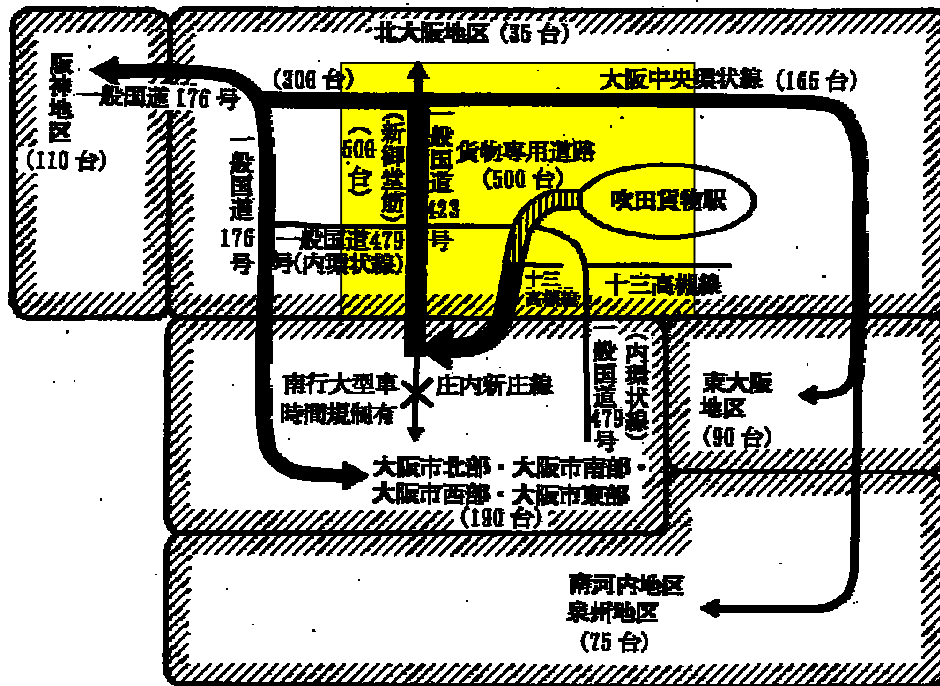 北大阪地区(35台)
阪神地区
(110台)
一般国道176号
(300台)
大阪中央環状線(165台)
一般国道176号
(500台)
(新御堂筋)
一般国道423号
貨物専用道路
(500台)
吹田貨物駅
一般国道479号(内環状線)
十三高槻線
十三高槻線
一般国道479号
(内環状線)
南行大型車
時間規制有
庄内新庄線
東大阪
地区
(90台)
大阪市北部・大阪市南部・
大阪市西部・大阪市東部
(190台)
南河内地区
泉州地区
(75台)